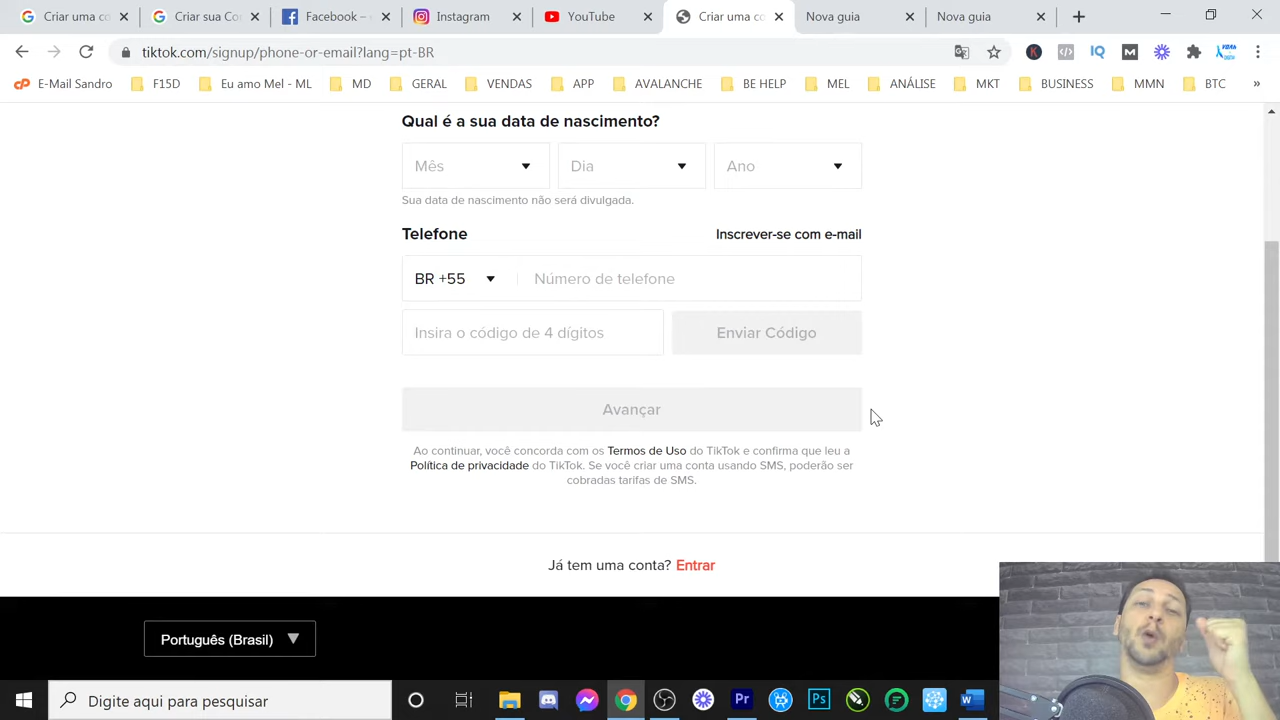 Criar uma co
Criar sua Co
Facebook –
Instagram
YouTube
Criar uma co
Nova guia
Nova guia
tiktok.com/signup/phone-or-email?lang=pt-BR
E-Mail Sandro
F15D
Eu amo Mel - ML
MD
GERAL
VENDAS
APP
AVALANCHE
BE HELP
MEL
ANÁLISE
MKT
BUSINESS
MMN
BTC
»
Qual é a sua data de nascimento?
Mês
Dia
Ano
Sua data de nascimento não será divulgada.
Telefone
Inscrever-se com e-mail
BR +55
Número de telefone
Insira o código de 4 dígitos
Enviar Código
Avançar
Ao continuar, você concorda com os Termos de Uso do TikTok e confirma que leu a
Política de privacidade do TikTok. Se você criar uma conta usando SMS, poderão ser
cobradas tarifas de SMS.
Já tem uma conta? Entrar
Português (Brasil)
Digite aqui para pesquisar